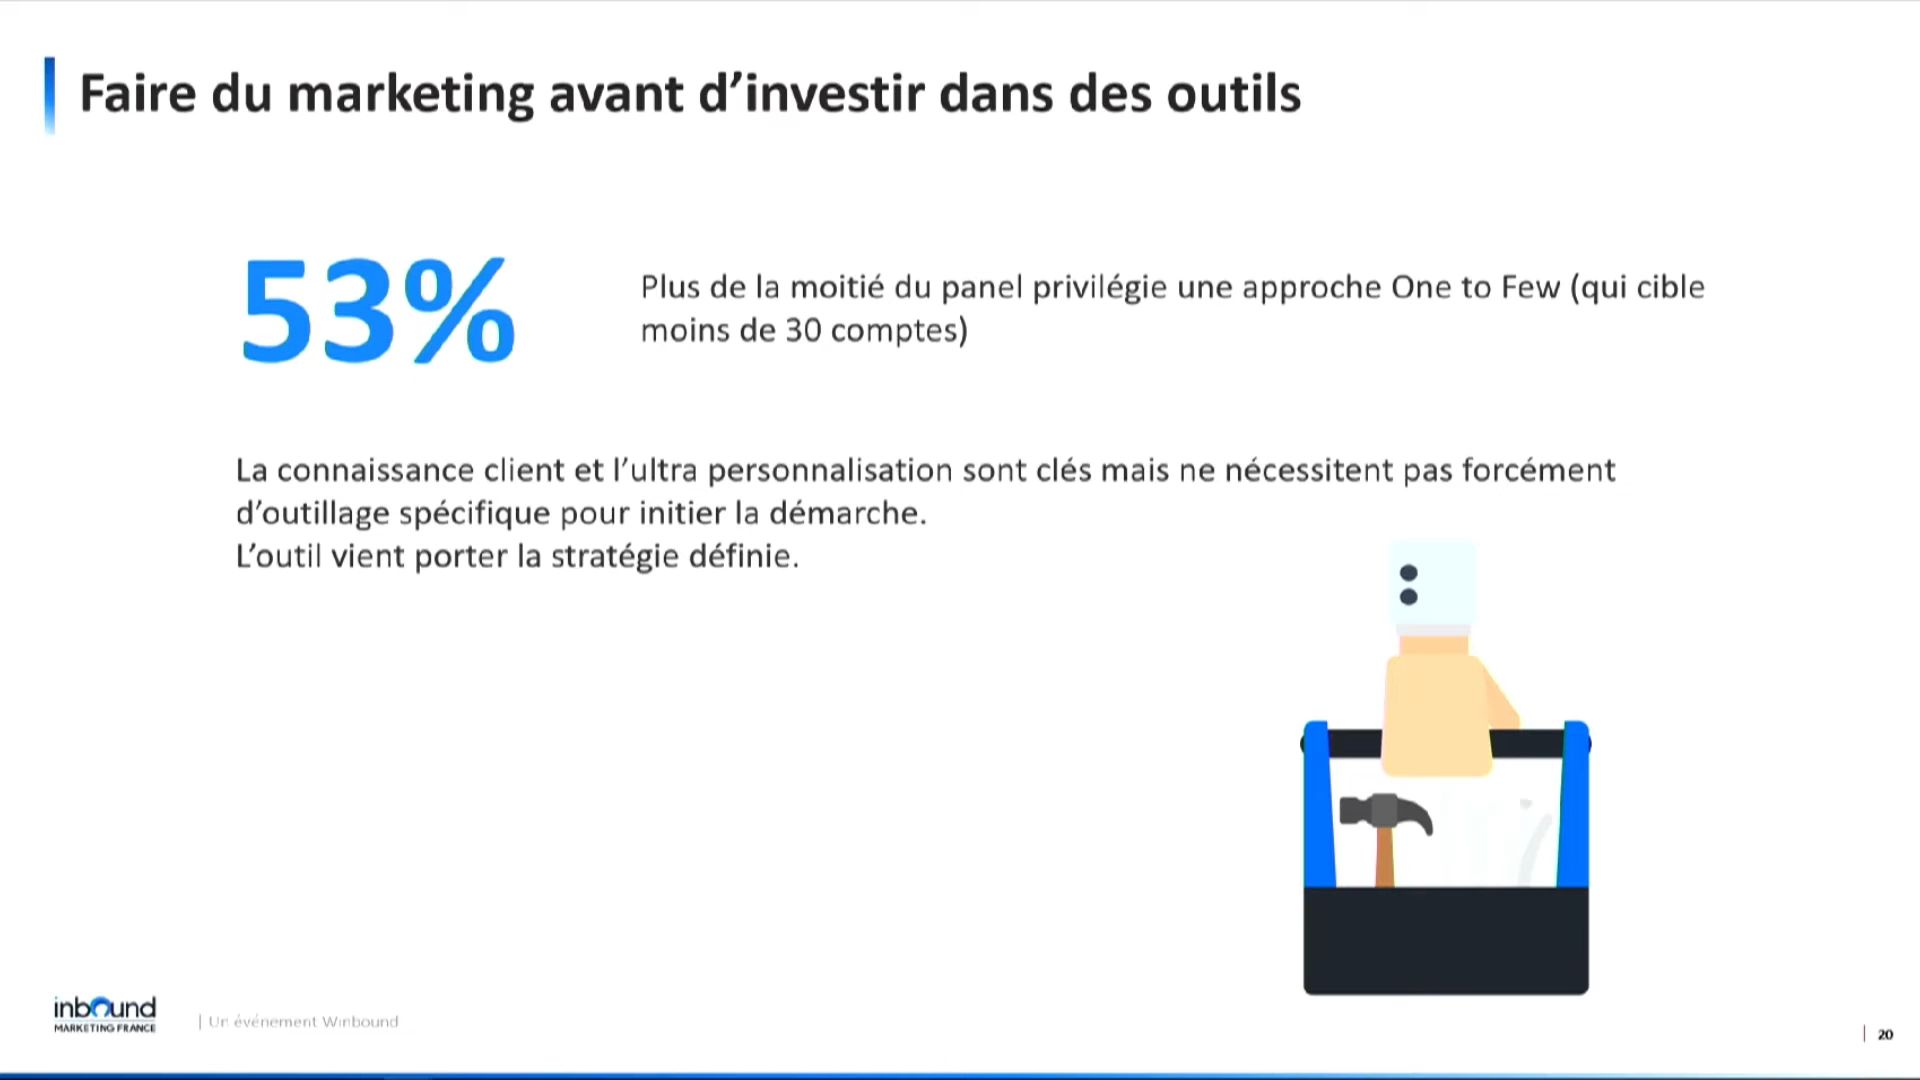 Faire du marketing avant d’investir dans des outils
53%
Plus de la moitié du panel privilégie une approche One to Few (qui cible
moins de 30 comptes)
La connaissance client et l’ultra personnalisation sont clés mais ne nécessitent pas forcément
d’outillage spécifique pour initier la démarche.
L’outil vient porter la stratégie définie.
inbound
MARKETING FRANCE
| Un événement Winbound
| 20